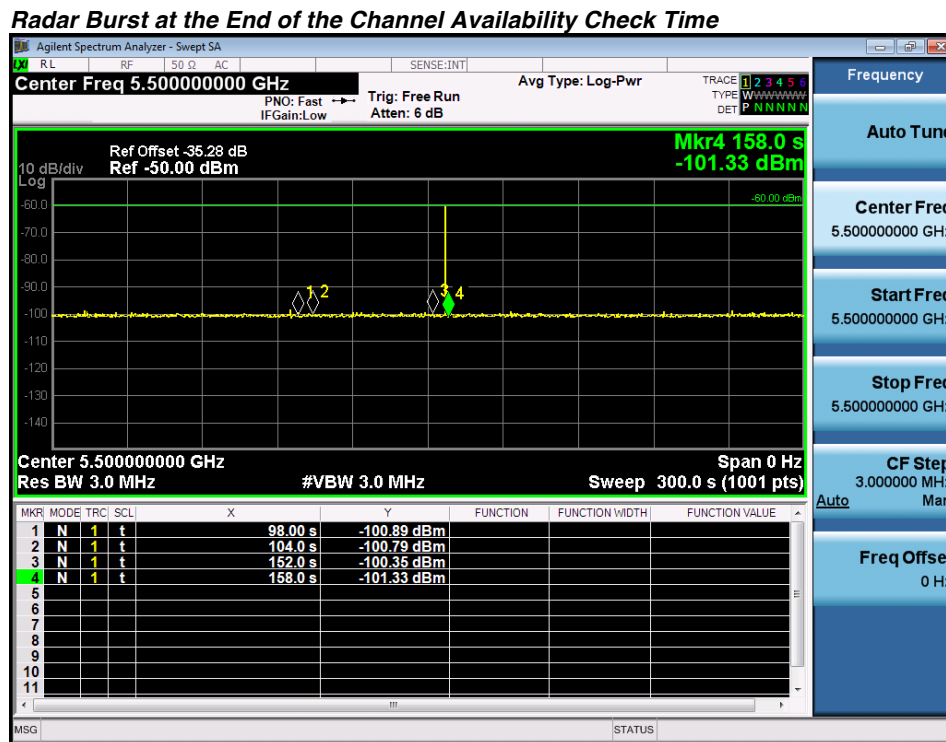 Radar Burst at the End of the Channel Availability Check Time
Agilent Spectrum Analyzer - Swept SA
LXI RL RF 50 Ω AC SENSE:INT
Center Freq 5.500000000 GHz
PNO: Fast
IFGain:Low
Trig: Free Run
Atten: 6 dB
Avg Type: Log-Pwr
TRACE 1 2 3 4 5 6
TYPE WWWWWW
DET P N N N N N
Mkr4 158.0 s
-101.33 dBm
Ref Offset -35.28 dB
10 dB/div Ref -50.00 dBm
Log
-60.00 dBm
-60.0
-70.0
-80.0
-90.0
1 2 3 4
-100
-110
-120
-130
-140
Center 5.500000000 GHz Span 0 Hz
Res BW 3.0 MHz #VBW 3.0 MHz Sweep 300.0 s (1001 pts)
MKR MODE TRC SCL X Y FUNCTION FUNCTION WIDTH FUNCTION VALUE
1 N 1 t 98.00 s -100.89 dBm
2 N 1 t 104.0 s -100.79 dBm
3 N 1 t 152.0 s -100.35 dBm
4 N 1 t 158.0 s -101.33 dBm
5
6
7
8
9
10
11
MSG STATUS
Frequency
Auto Tune
Center Freq
5.500000000 GHz
Start Freq
5.500000000 GHz
Stop Freq
5.500000000 GHz
CF Step
3.000000 MHz
Auto Man
Freq Offset
0 Hz